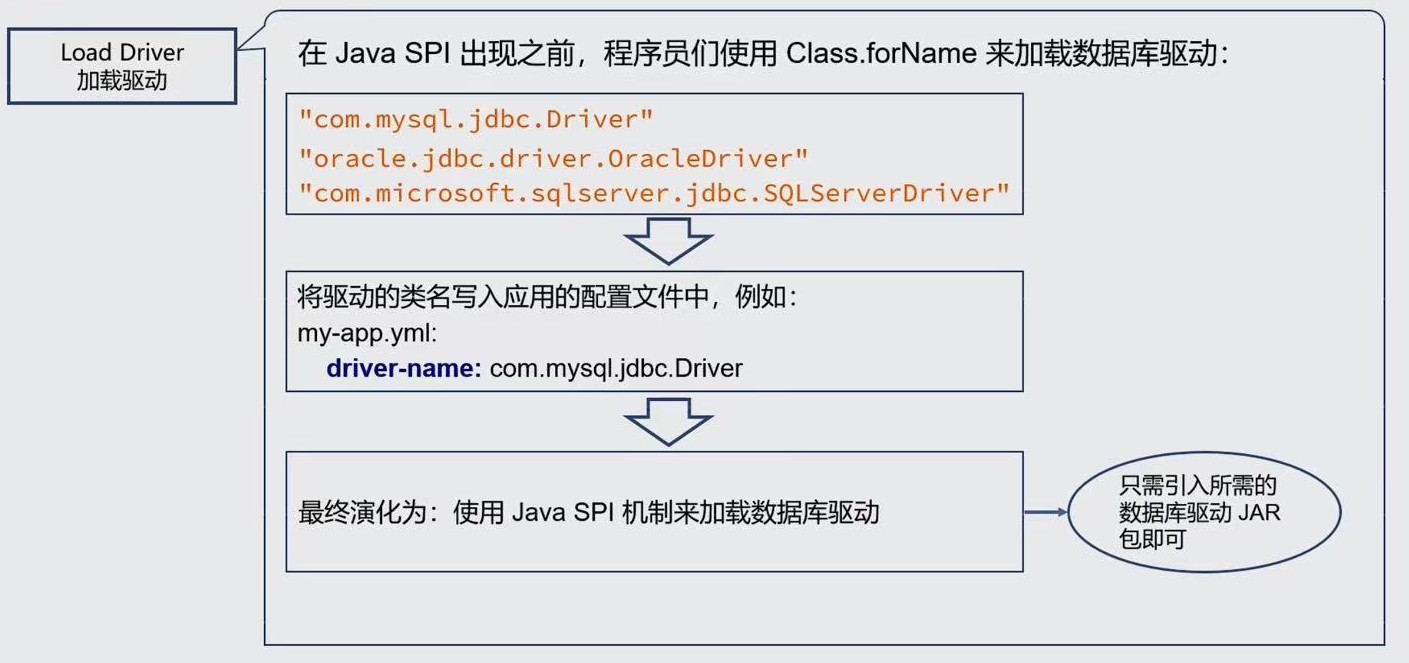 Load Driver
加载驱动
在 Java SPI 出现之前，程序员们使用 Class.forName 来加载数据库驱动：
"com.mysql.jdbc.Driver"
"oracle.jdbc.driver.OracleDriver"
"com.microsoft.sqlserver.jdbc.SQLServerDriver"
将驱动的类名写入应用的配置文件中，例如：
my-app.yml:
driver-name: com.mysql.jdbc.Driver
最终演化为：使用 Java SPI 机制来加载数据库驱动
只需引入所需的
数据库驱动 JAR
包即可